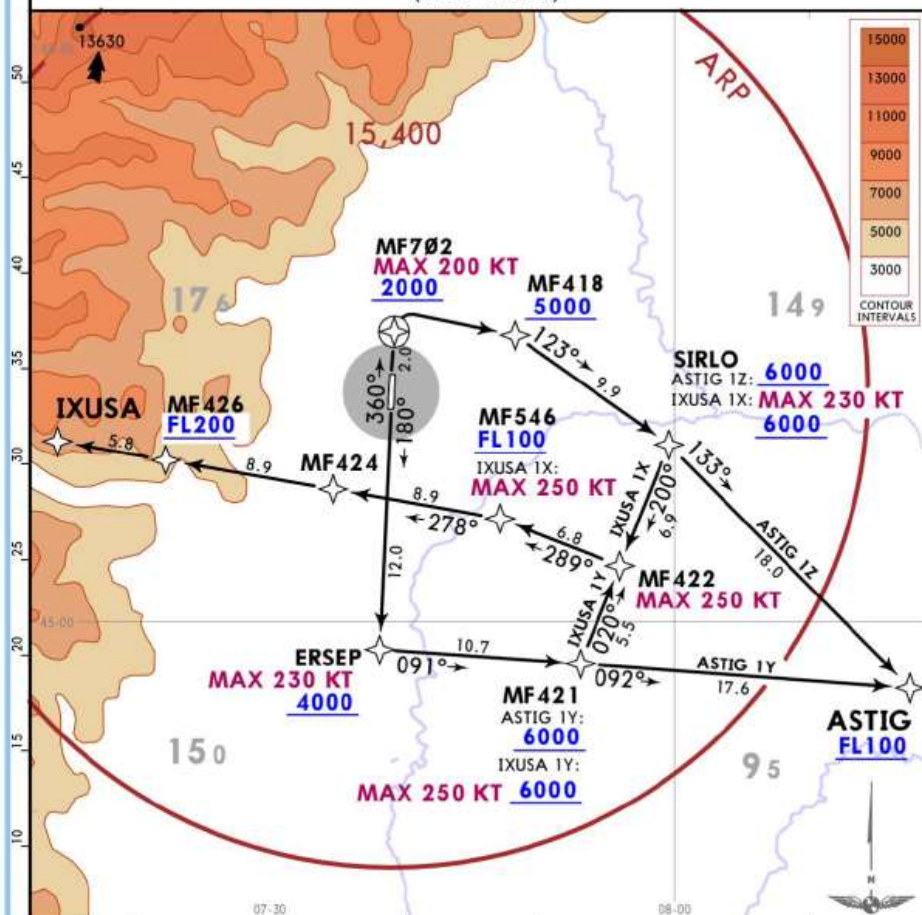 13630
ARP
15000
13000
11000
9000
7000
5000
3000
CONTOUR
INTERVALS
15,400
50
45
40
35
30
25
20
15
10
MF7Ø2
MAX 200 KT
2000
MF418
5000
176
149
123°
9.9
2.0
360°
180°
SIRLO
ASTIG 1Z: 6000
IXUSA 1X: MAX 230 KT
6000
IXUSA
MF426
FL200
5.8
8.9
MF424
MF546
FL100
IXUSA 1X:
MAX 250 KT
8.9
278°
6.8
289°
IXUSA 1X
200°
6.9
133°
ASTIG 1Z
18.0
12.0
MF422
MAX 250 KT
IXUSA 1Y
020°
5.5
45-00
ERSEP
MAX 230 KT
4000
091°
10.7
MF421
ASTIG 1Y:
6000
IXUSA 1Y:
MAX 250 KT 6000
092°
ASTIG 1Y
17.6
ASTIG
FL100
150
95
N
07-30
08-00